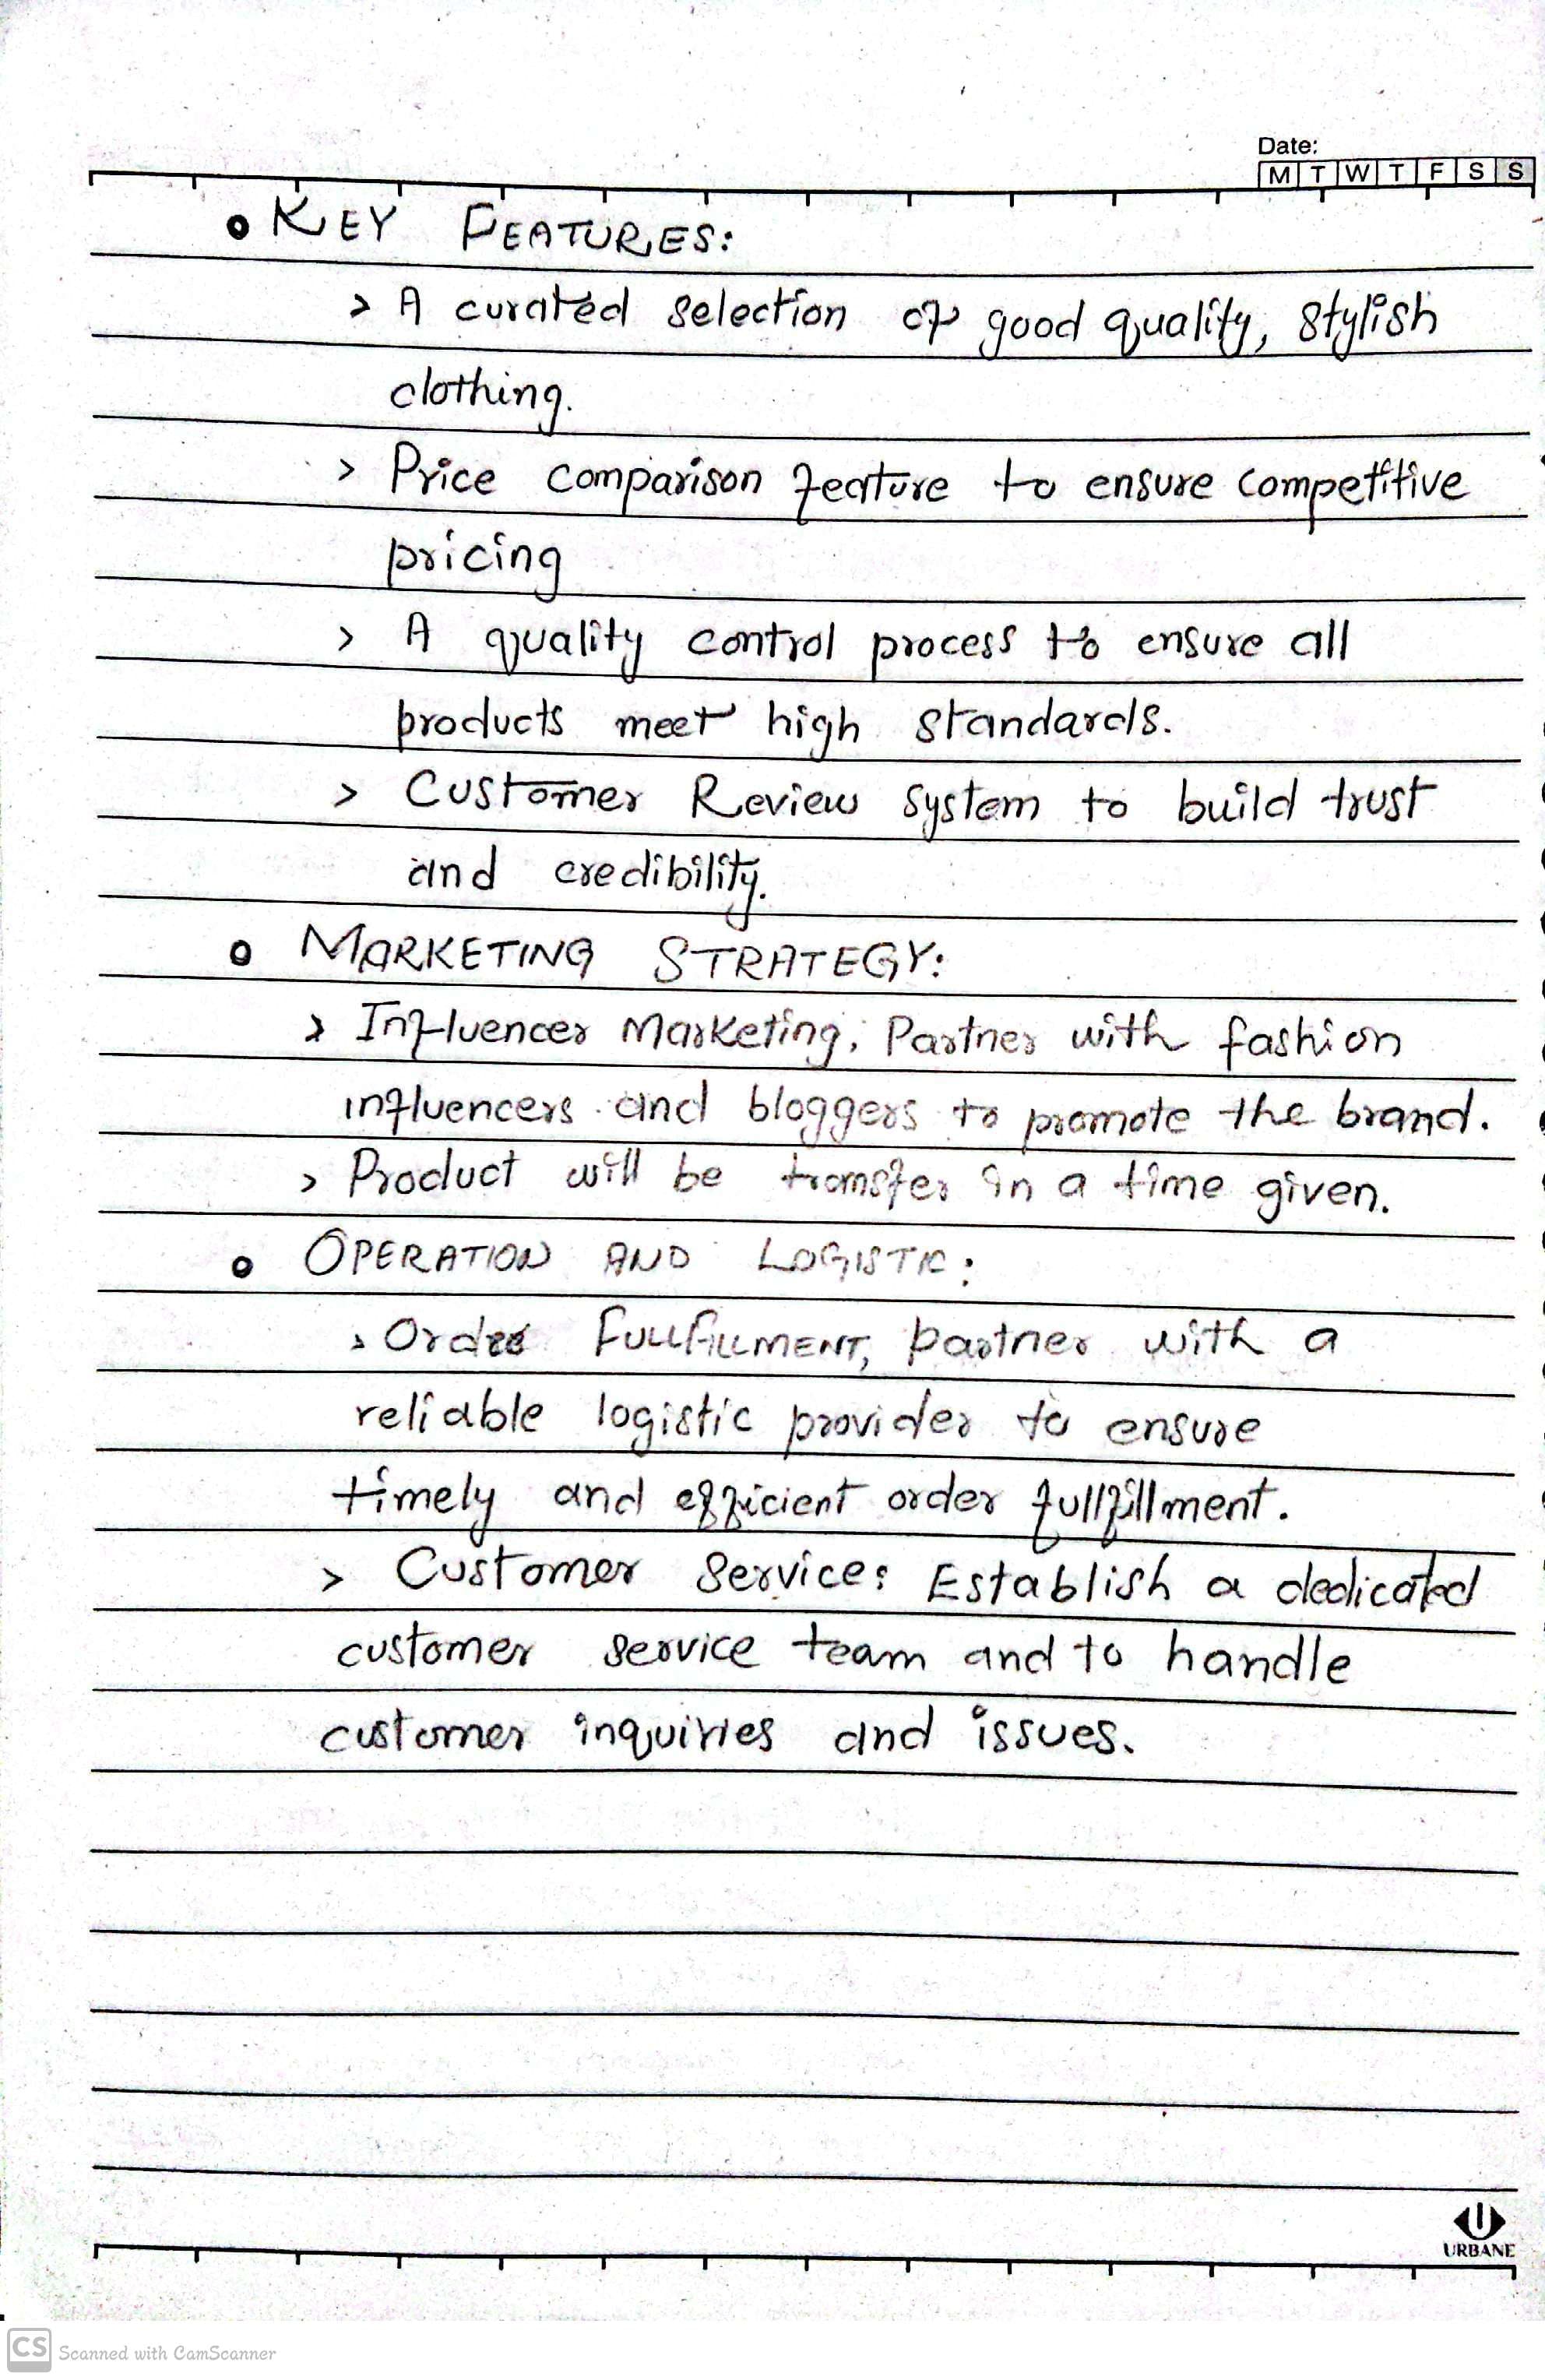 Date:
M T W T F S S
• KEY FEATURES:
> A curated selection of good quality, stylish
clothing.
> Price comparison feature to ensure competitive
pricing
> A quality control process to ensure all
products meet high standards.
> Customer Review system to build trust
and credibility.
• MARKETING STRATEGY:
> Influencer Marketing; Partner with fashion
influencers and bloggers to promote the brand.
> Product will be transfer in a time given.
• OPERATION AND LOGISTIC:
> Order FULLFILLMENT, partner with a
reliable logistic provider to ensure
timely and efficient order fullfillment.
> Customer Service: Establish a dedicated
customer service team and to handle
customer inquiries and issues.
URBANE
CS Scanned with CamScanner